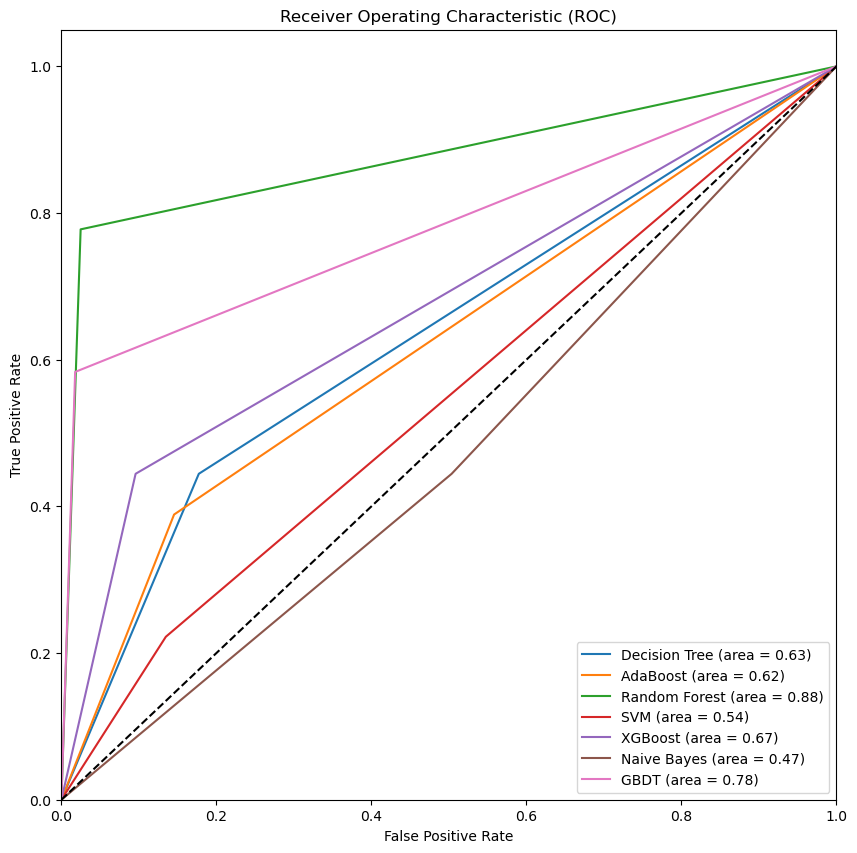 Receiver Operating Characteristic (ROC)
True Positive Rate
1.0
0.8
0.6
0.4
0.2
0.0
0.0 0.2 0.4 0.6 0.8 1.0
False Positive Rate
Decision Tree (area = 0.63)
AdaBoost (area = 0.62)
Random Forest (area = 0.88)
SVM (area = 0.54)
XGBoost (area = 0.67)
Naive Bayes (area = 0.47)
GBDT (area = 0.78)